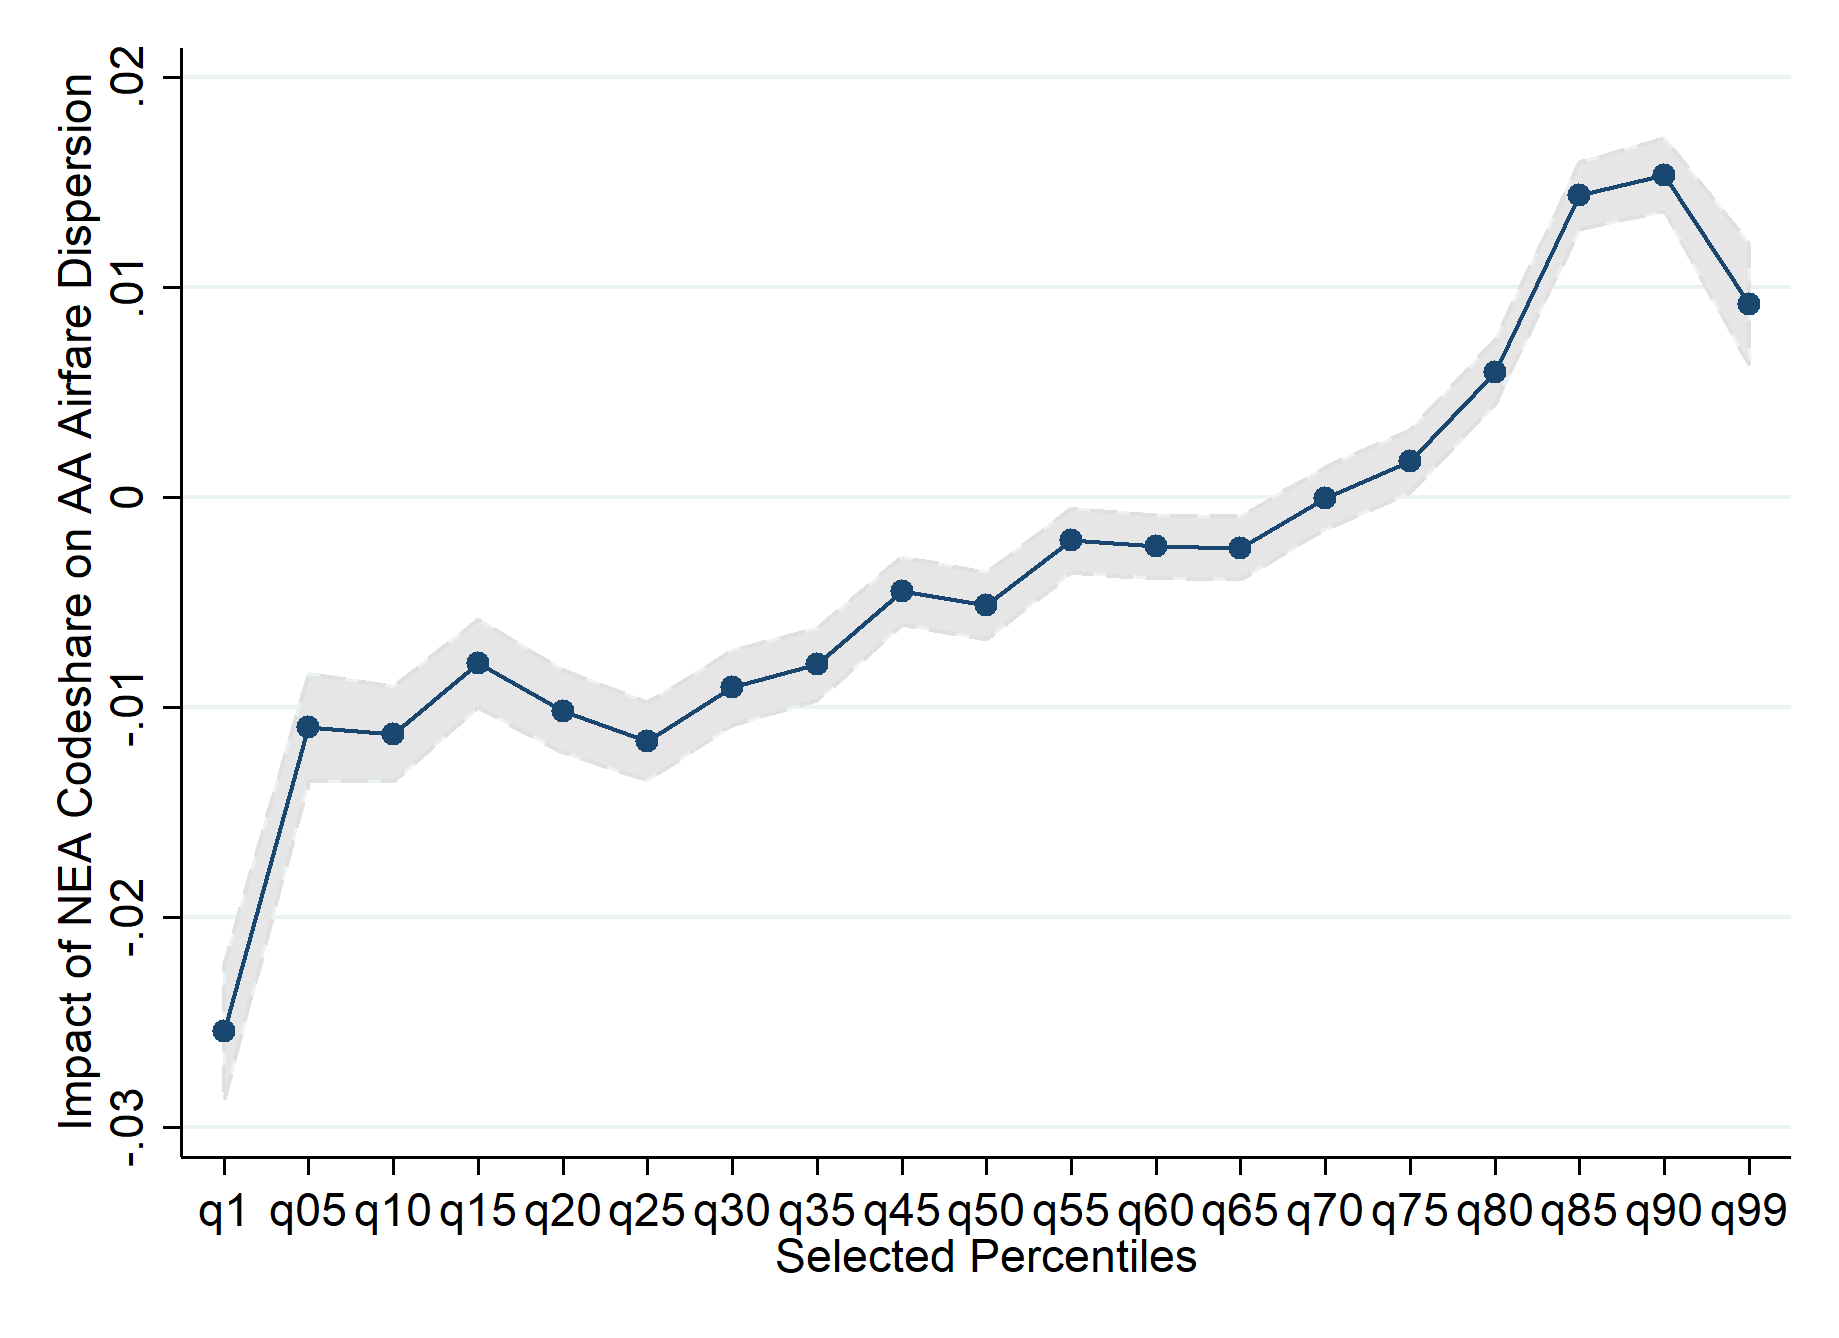 Impact of NEA Codeshare on AA Airfare Dispersion
.02
.01
0
-.01
-.02
-.03
q1 q05 q10 q15 q20 q25 q30 q35 q45 q50 q55 q60 q65 q70 q75 q80 q85 q90 q99
Selected Percentiles